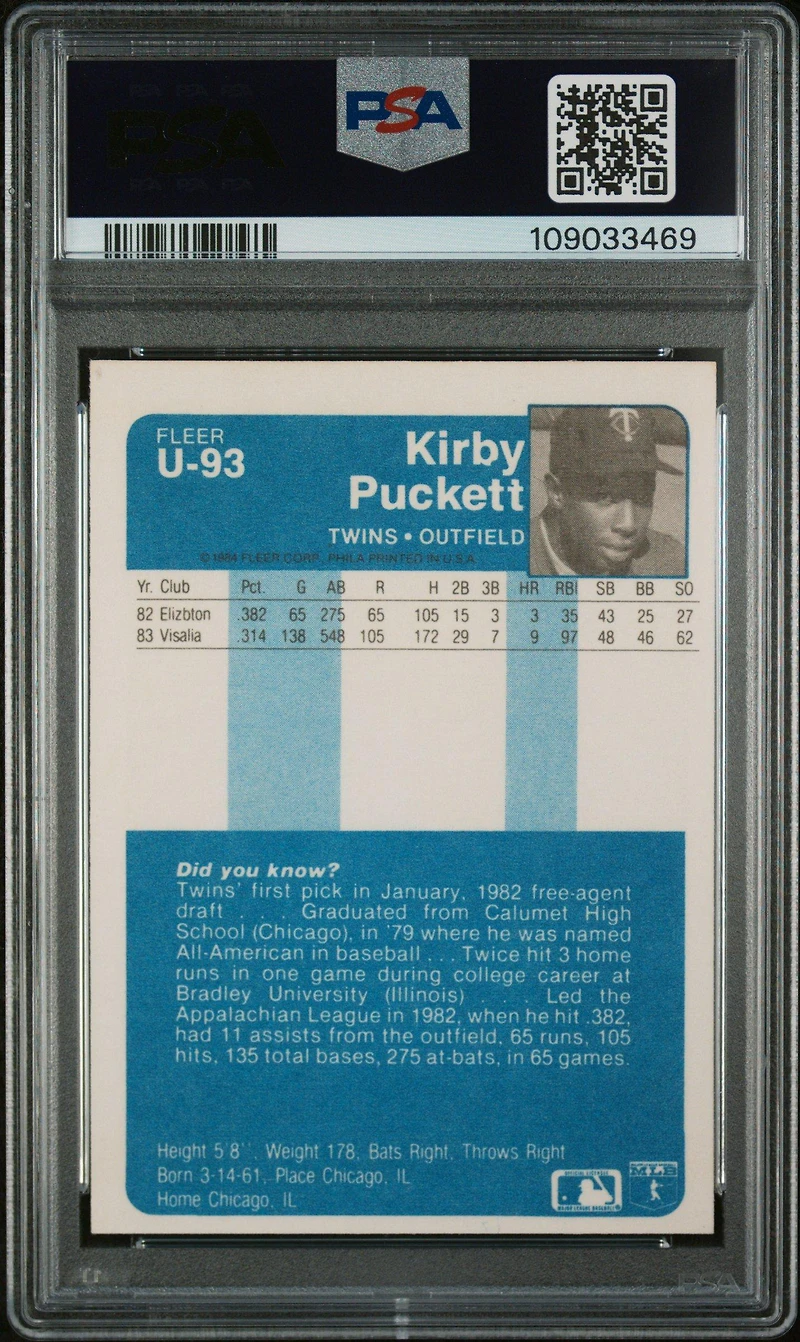 PSA
PSA
109033469
FLEER
U-93
Kirby
Puckett
TWINS • OUTFIELD
©1984 FLEER CORP. PHILA PRINTED IN U.S.A.
Yr. Club Pct. G AB R H 2B 3B HR RBI SB BB SO
82 Elizbton .382 65 275 65 105 15 3 3 35 43 25 27
83 Visalia .314 138 548 105 172 29 7 9 97 48 46 62
Did you know?
Twins' first pick in January, 1982 free-agent
draft . . . Graduated from Calumet High
School (Chicago), in '79 where he was named
All-American in baseball . . . Twice hit 3 home
runs in one game during college career at
Bradley University (Illinois) . . . Led the
Appalachian League in 1982, when he hit .382,
had 11 assists from the outfield, 65 runs, 105
hits, 135 total bases, 275 at-bats, in 65 games.
Height 5'8'', Weight 178, Bats Right, Throws Right
Born 3-14-61, Place Chicago, IL
Home Chicago, IL
MLB
PSA